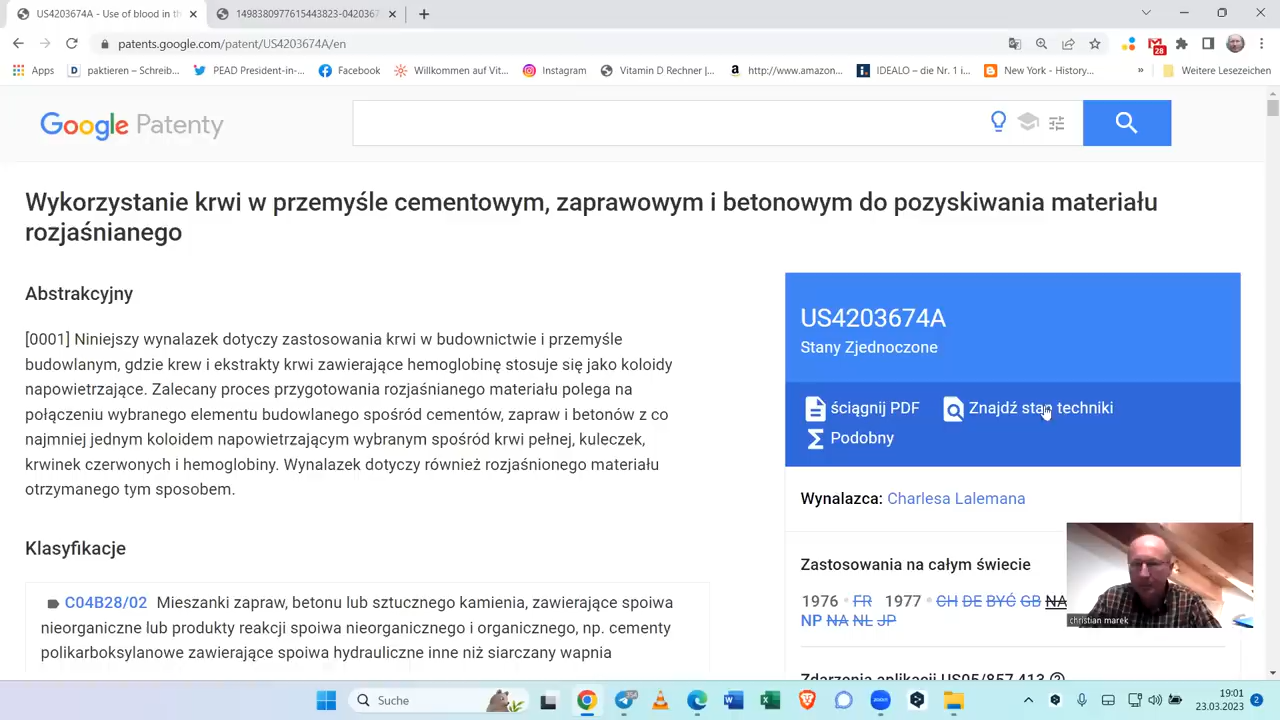 US4203674A - Use of blood in th
1498380977615443823-042036
patents.google.com/patent/US4203674A/en
28
Apps
paktieren – Schreib...
PEAD President-in-...
Facebook
Willkommen auf Vit...
Instagram
Vitamin D Rechner |...
http://www.amazon...
IDEALO – die Nr. 1 i...
New York - History...
»
Weitere Lesezeichen
Google Patenty
Wykorzystanie krwi w przemyśle cementowym, zaprawowym i betonowym do pozyskiwania materiału
rozjaśnianego
Abstrakcyjny
[0001] Niniejszy wynalazek dotyczy zastosowania krwi w budownictwie i przemyśle
budowlanym, gdzie krew i ekstrakty krwi zawierające hemoglobinę stosuje się jako koloidy
napowietrzające. Zalecany proces przygotowania rozjaśnianego materiału polega na
połączeniu wybranego elementu budowlanego spośród cementów, zapraw i betonów z co
najmniej jednym koloidem napowietrzającym wybranym spośród krwi pełnej, kuleczek,
krwinek czerwonych i hemoglobiny. Wynalazek dotyczy również rozjaśnionego materiału
otrzymanego tym sposobem.
Klasyfikacje
C04B28/02 Mieszanki zapraw, betonu lub sztucznego kamienia, zawierające spoiwa
nieorganiczne lub produkty reakcji spoiwa nieorganicznego i organicznego, np. cementy
polikarboksylanowe zawierające spoiwa hydrauliczne inne niż siarczany wapnia
US4203674A
Stany Zjednoczone
ściągnij PDF
Znajdź stan techniki
Podobny
Wynalazca: Charlesa Lalemana
Zastosowania na całym świecie
1976 FR 1977 CH DE BYĆ GB NA
NP NA NL JP
Zdarzenia aplikacji US05/857,413
christian marek
Suche
19:01
23.03.2023
2